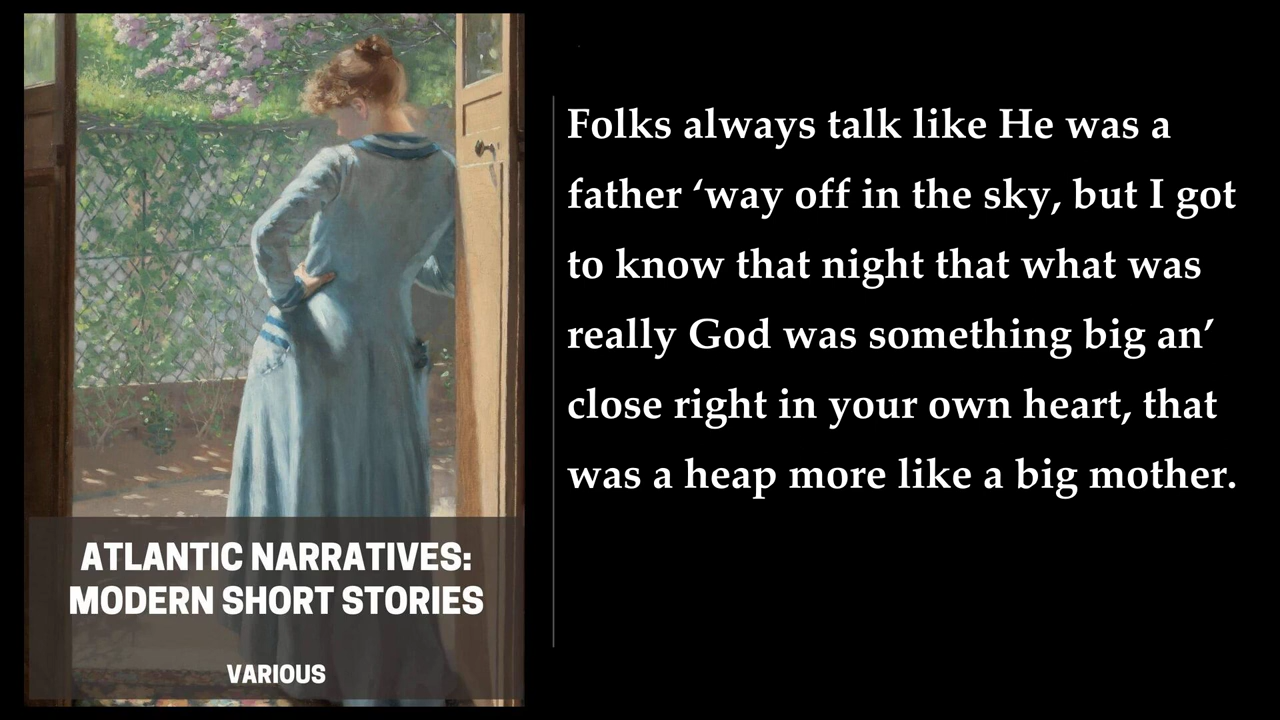 Folks always talk like He was a
father ‘way off in the sky, but I got
to know that night that what was
really God was something big an’
close right in your own heart, that
was a heap more like a big mother.
ATLANTIC NARRATIVES:
MODERN SHORT STORIES
VARIOUS